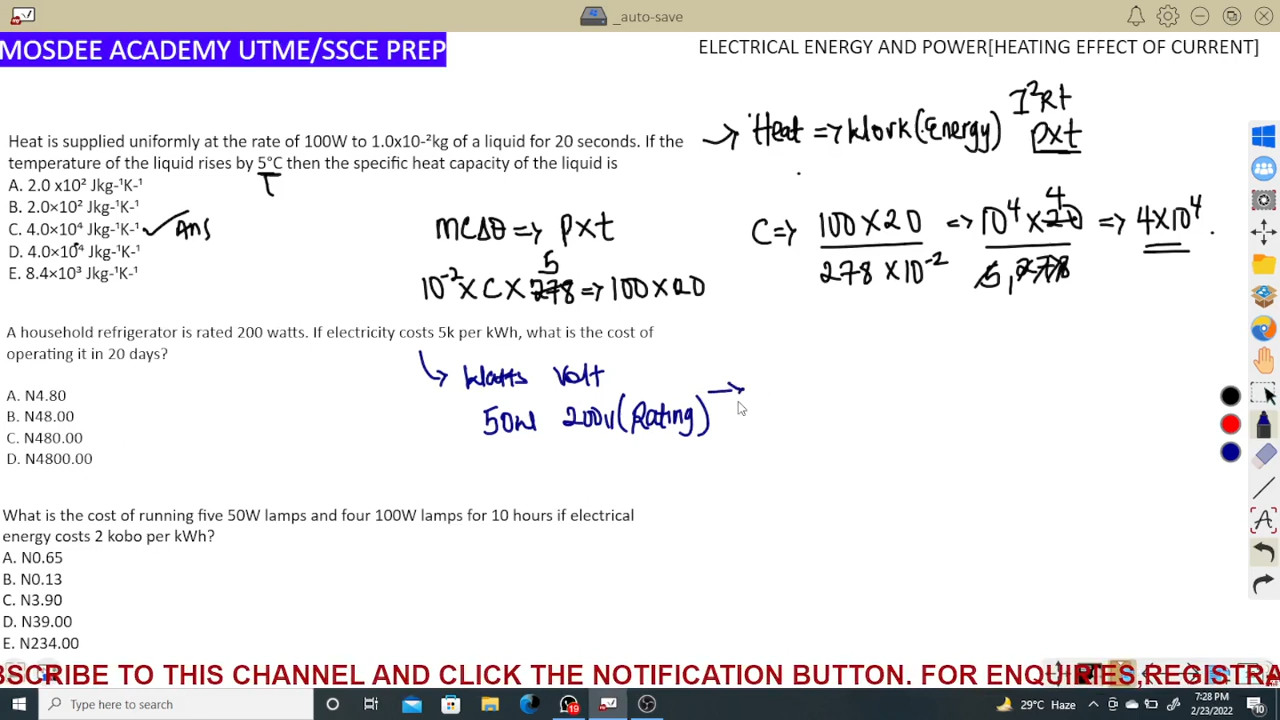 _auto-save
MOSDEE ACADEMY UTME/SSCE PREP
ELECTRICAL ENERGY AND POWER[HEATING EFFECT OF CURRENT]
Heat is supplied uniformly at the rate of 100W to 1.0x10-²kg of a liquid for 20 seconds. If the
temperature of the liquid rises by 5°C then the specific heat capacity of the liquid is
T
A. 2.0 x10² Jkg-¹K-¹
B. 2.0×10² Jkg-¹K-¹
C. 4.0×10⁴ Jkg-¹K-¹ Ans
D. 4.0×10⁴ Jkg-¹K-¹
E. 8.4×10³ Jkg-¹K-¹
Heat => Work (Energy) I²Rt
pxt
mcΔθ => pxt
10⁻² x C x 278 5 => 100x20
C => 100x20 / 278x10⁻² => 10⁴ x 20 4 / 5, 278 => 4x10⁴.
A household refrigerator is rated 200 watts. If electricity costs 5k per kWh, what is the cost of
operating it in 20 days?
A. N4.80
B. N48.00
C. N480.00
D. N4800.00
Watts Volt
50W 200V (Rating)
What is the cost of running five 50W lamps and four 100W lamps for 10 hours if electrical
energy costs 2 kobo per kWh?
A. N0.65
B. N0.13
C. N3.90
D. N39.00
E. N234.00
BSCRIBE TO THIS CHANNEL AND CLICK THE NOTIFICATION BUTTON. FOR ENQUIRIES,REGISTRA
Type here to search
19
29°C Haze
7:28 PM
2/23/2022
10